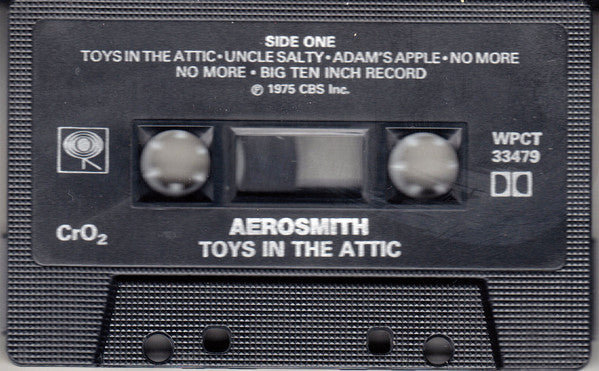 SIDE ONE
TOYS IN THE ATTIC • UNCLE SALTY • ADAM'S APPLE • NO MORE
NO MORE • BIG TEN INCH RECORD
℗ 1975 CBS Inc.
WPCT
33479
CrO₂
AEROSMITH
TOYS IN THE ATTIC